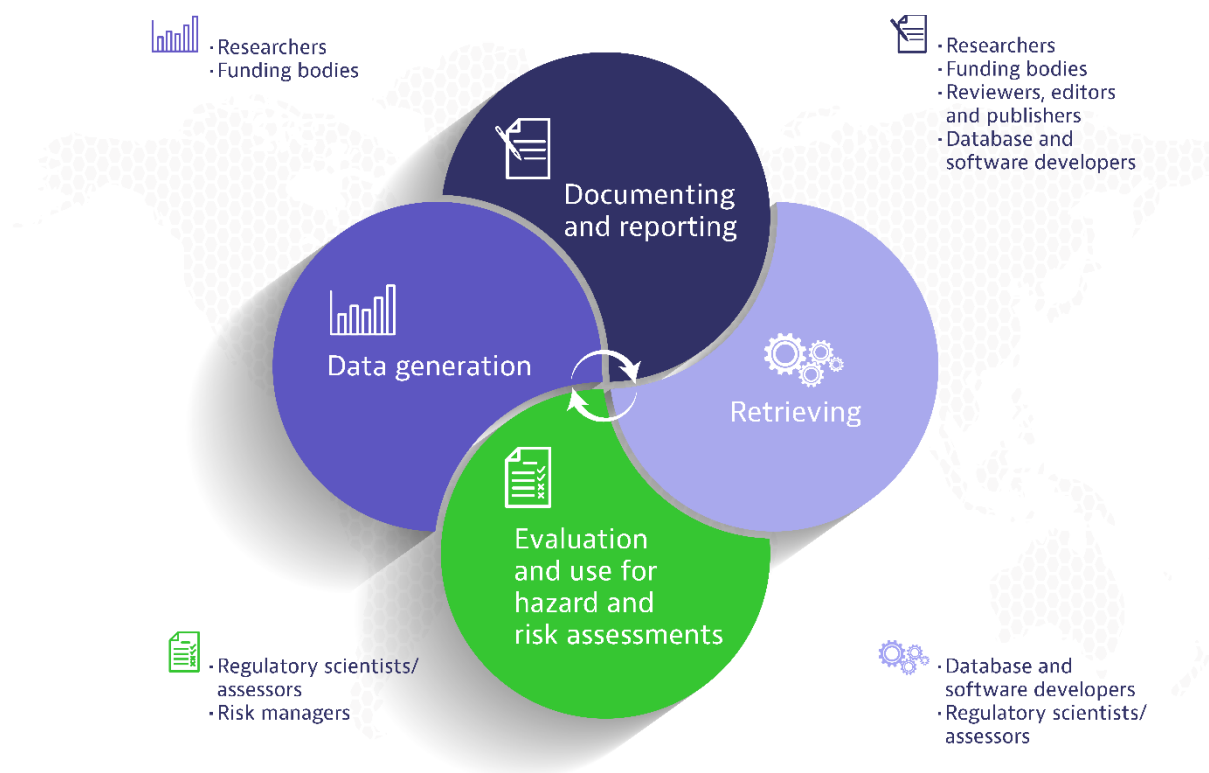 · Researchers
· Funding bodies
· Researchers
· Funding bodies
· Reviewers, editors
and publishers
· Database and
software developers
Documenting
and reporting
Data generation
Retrieving
Evaluation
and use for
hazard and
risk assessments
· Regulatory scientists/
assessors
· Risk managers
· Database and
software developers
· Regulatory scientists/
assessors